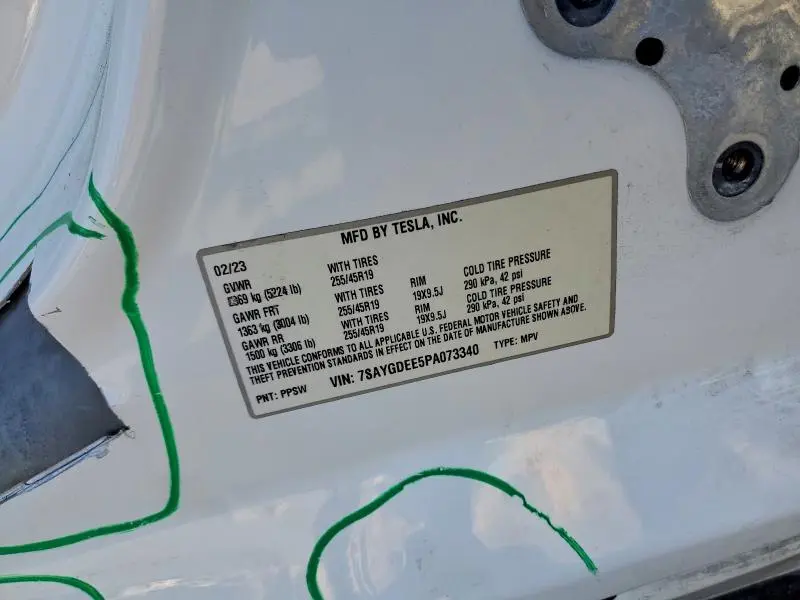 MFD BY TESLA, INC.
02/23
GVWR WITH TIRES COLD TIRE PRESSURE
69 kg (5224 lb) 255/45R19 RIM 290 kPa, 42 psi
GAWR FRT WITH TIRES 19X9.5J COLD TIRE PRESSURE
1363 kg (3004 lb) 255/45R19 RIM 290 kPa, 42 psi
GAWR RR WITH TIRES 19X9.5J
1500 kg (3306 lb) 255/45R19
THIS VEHICLE CONFORMS TO ALL APPLICABLE U.S. FEDERAL MOTOR VEHICLE SAFETY AND
THEFT PREVENTION STANDARDS IN EFFECT ON THE DATE OF MANUFACTURE SHOWN ABOVE.
PNT: PPSW VIN: 7SAYGDEE5PA073340 TYPE: MPV